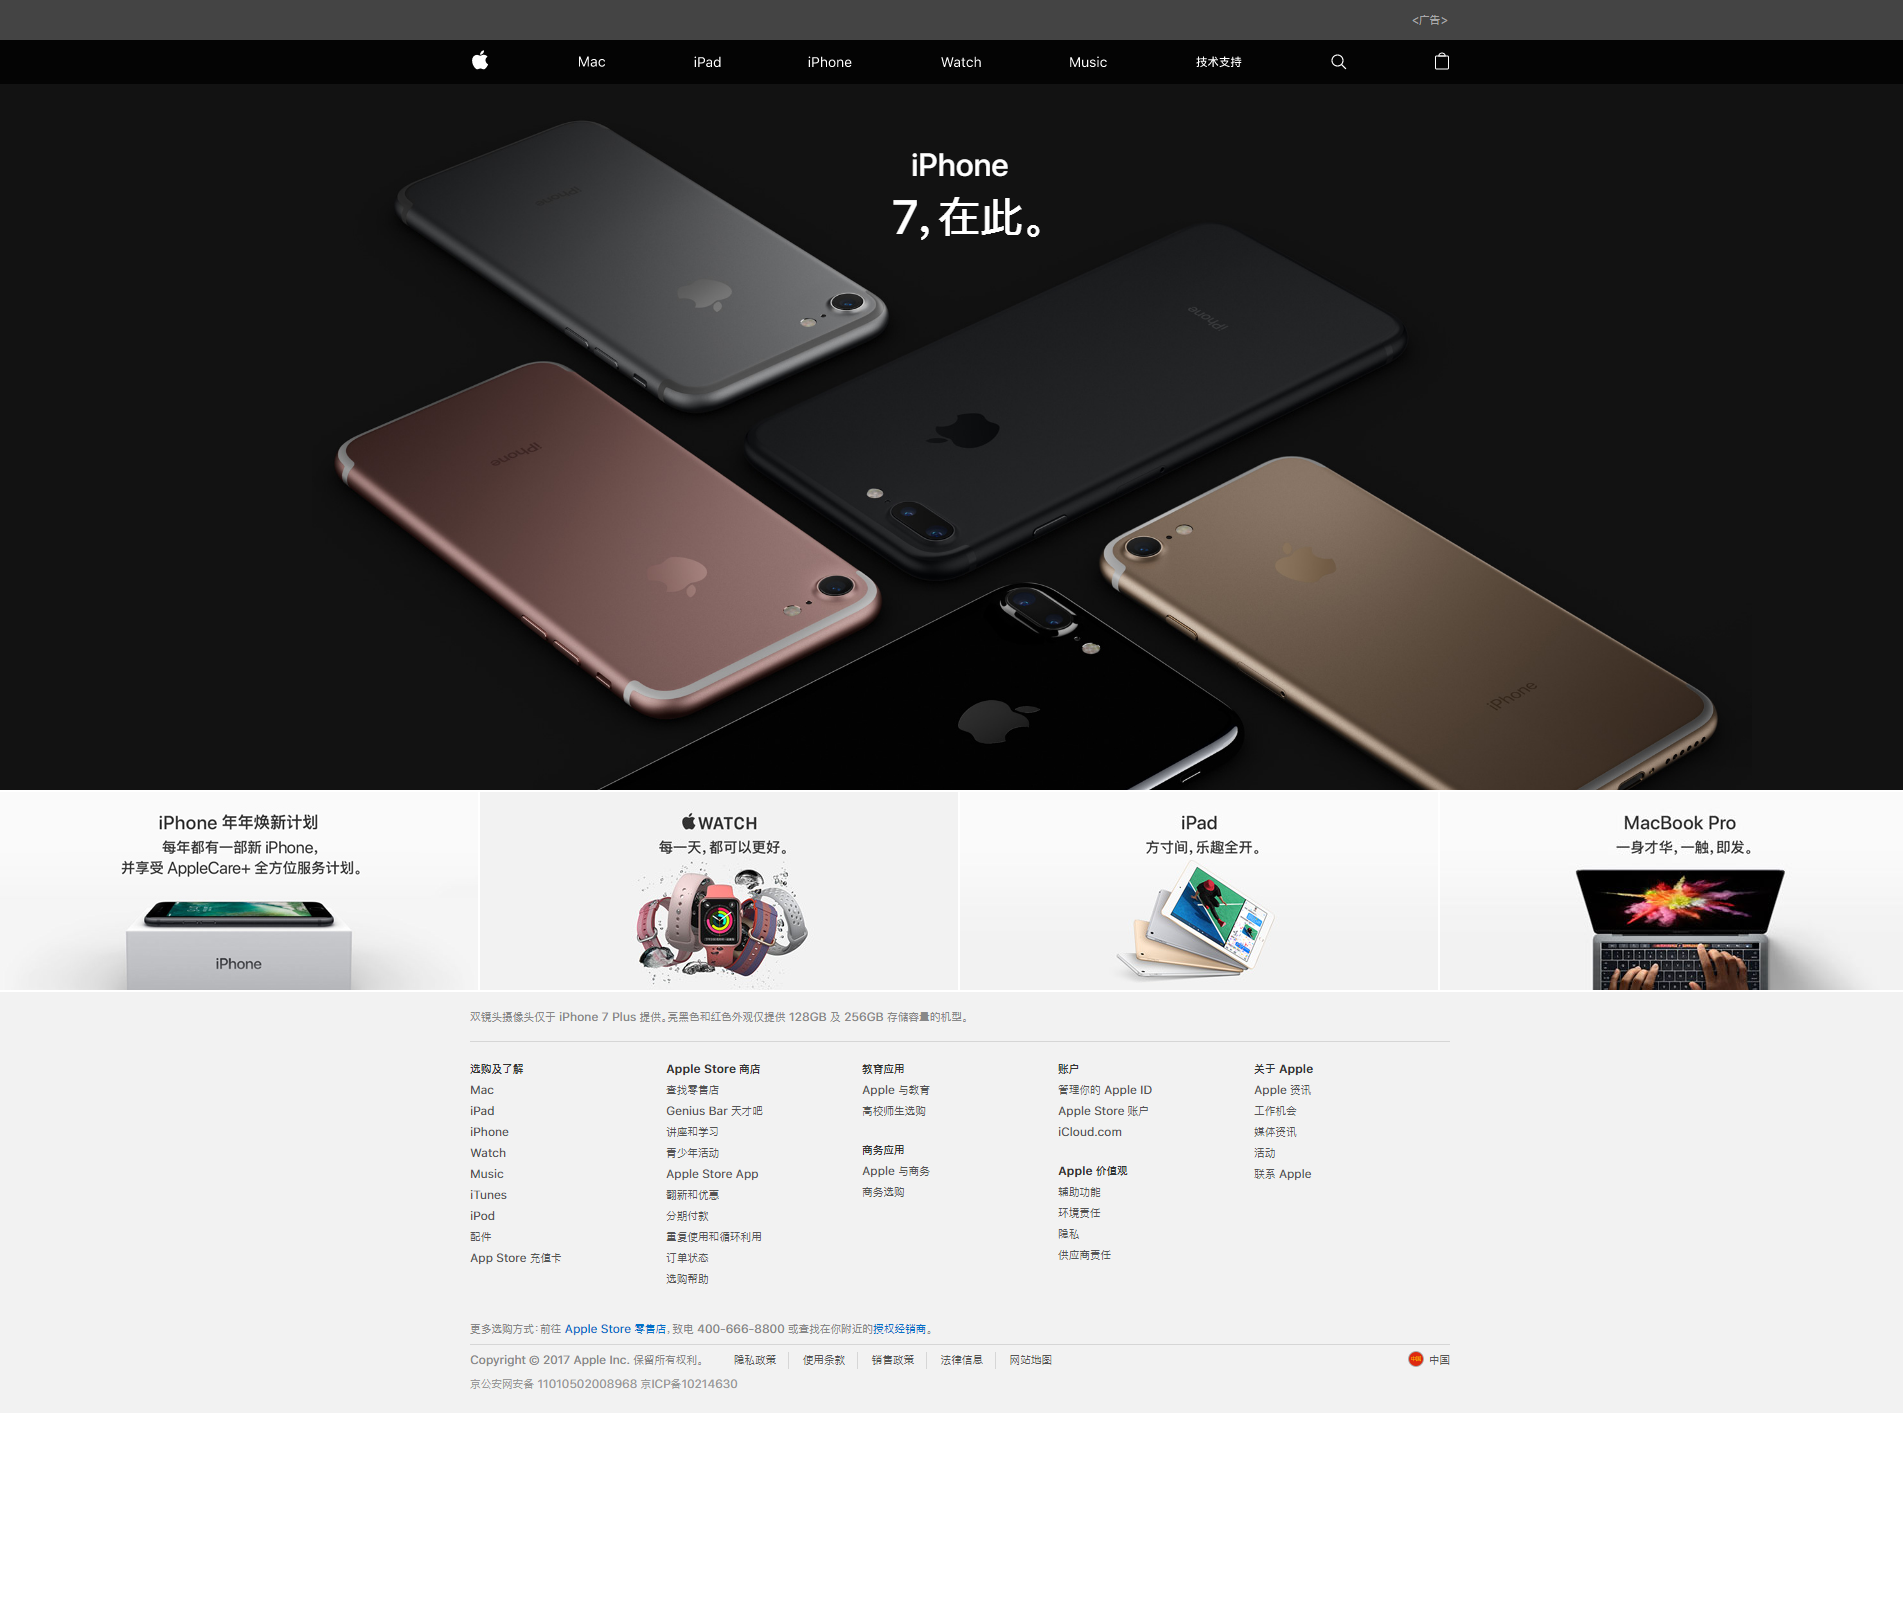 <广告>
Mac iPad iPhone Watch Music 技术支持
iPhone
7，在此。
iPhone
iPhone
iPhone
iPhone
iPhone 年年焕新计划
每年都有一部新 iPhone，
并享受 AppleCare+ 全方位服务计划。
iPhone
WATCH
每一天，都可以更好。
iPad
方寸间，乐趣全开。
MacBook Pro
一身才华，一触，即发。
双镜头摄像头仅于 iPhone 7 Plus 提供。亮黑色和红色外观仅提供 128GB 及 256GB 存储容量的机型。
选购及了解
Mac
iPad
iPhone
Watch
Music
iTunes
iPod
配件
App Store 充值卡
Apple Store 商店
查找零售店
Genius Bar 天才吧
讲座和学习
青少年活动
Apple Store App
翻新和优惠
分期付款
重复使用和循环利用
订单状态
选购帮助
教育应用
Apple 与教育
高校师生选购
商务应用
Apple 与商务
商务选购
账户
管理你的 Apple ID
Apple Store 账户
iCloud.com
Apple 价值观
辅助功能
环境责任
隐私
供应商责任
关于 Apple
Apple 资讯
工作机会
媒体资讯
活动
联系 Apple
更多选购方式：前往 Apple Store 零售店，致电 400-666-8800 或查找在你附近的授权经销商。
Copyright © 2017 Apple Inc. 保留所有权利。 隐私政策 使用条款 销售政策 法律信息 网站地图 中国
京公安网安备 11010502008968 京ICP备10214630